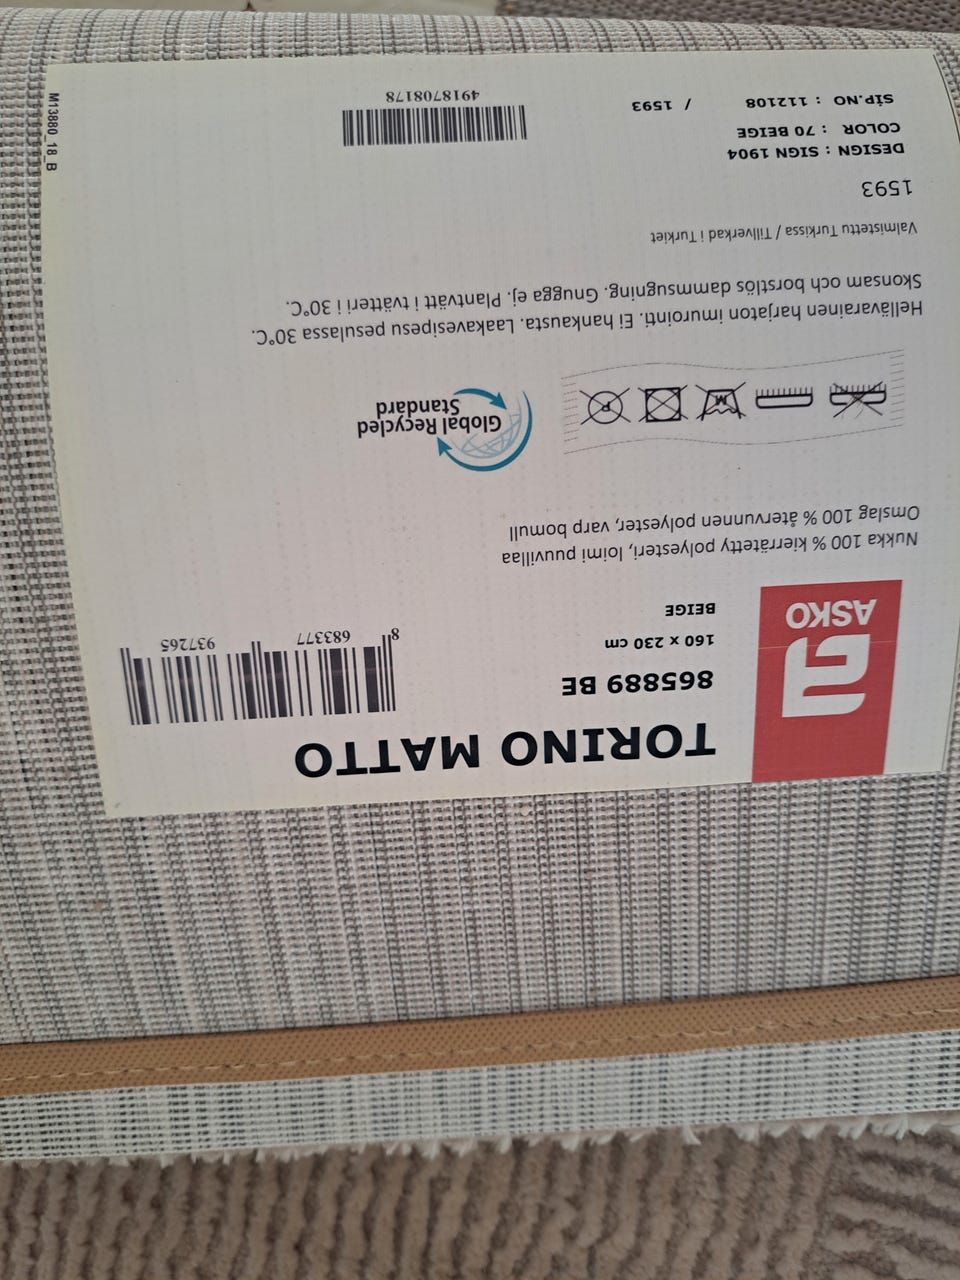 TORINO MATTO
865889 BE
160 x 230 cm
BEIGE
ASKO
8 683377 937265
Nukka 100 % kierrätetty polyesteri, loimi puuvillaa
Omslag 100 % återvunnen polyester, varp bomull
Global Recycled
Standard
Hellävarainen harjaton imurointi. Ei hankausta. Laakavesipesu pesulassa 30°C.
Skonsam och borstlös dammsugning. Gnugga ej. Plantvätt i tvätteri i 30°C.
Valmistettu Turkissa / Tillverkad i Turkiet
1593
DESIGN : SIGN 1904
COLOR : 70 BEIGE
SİP.NO : 112108 / 1593
4918708178
M13880_18_B